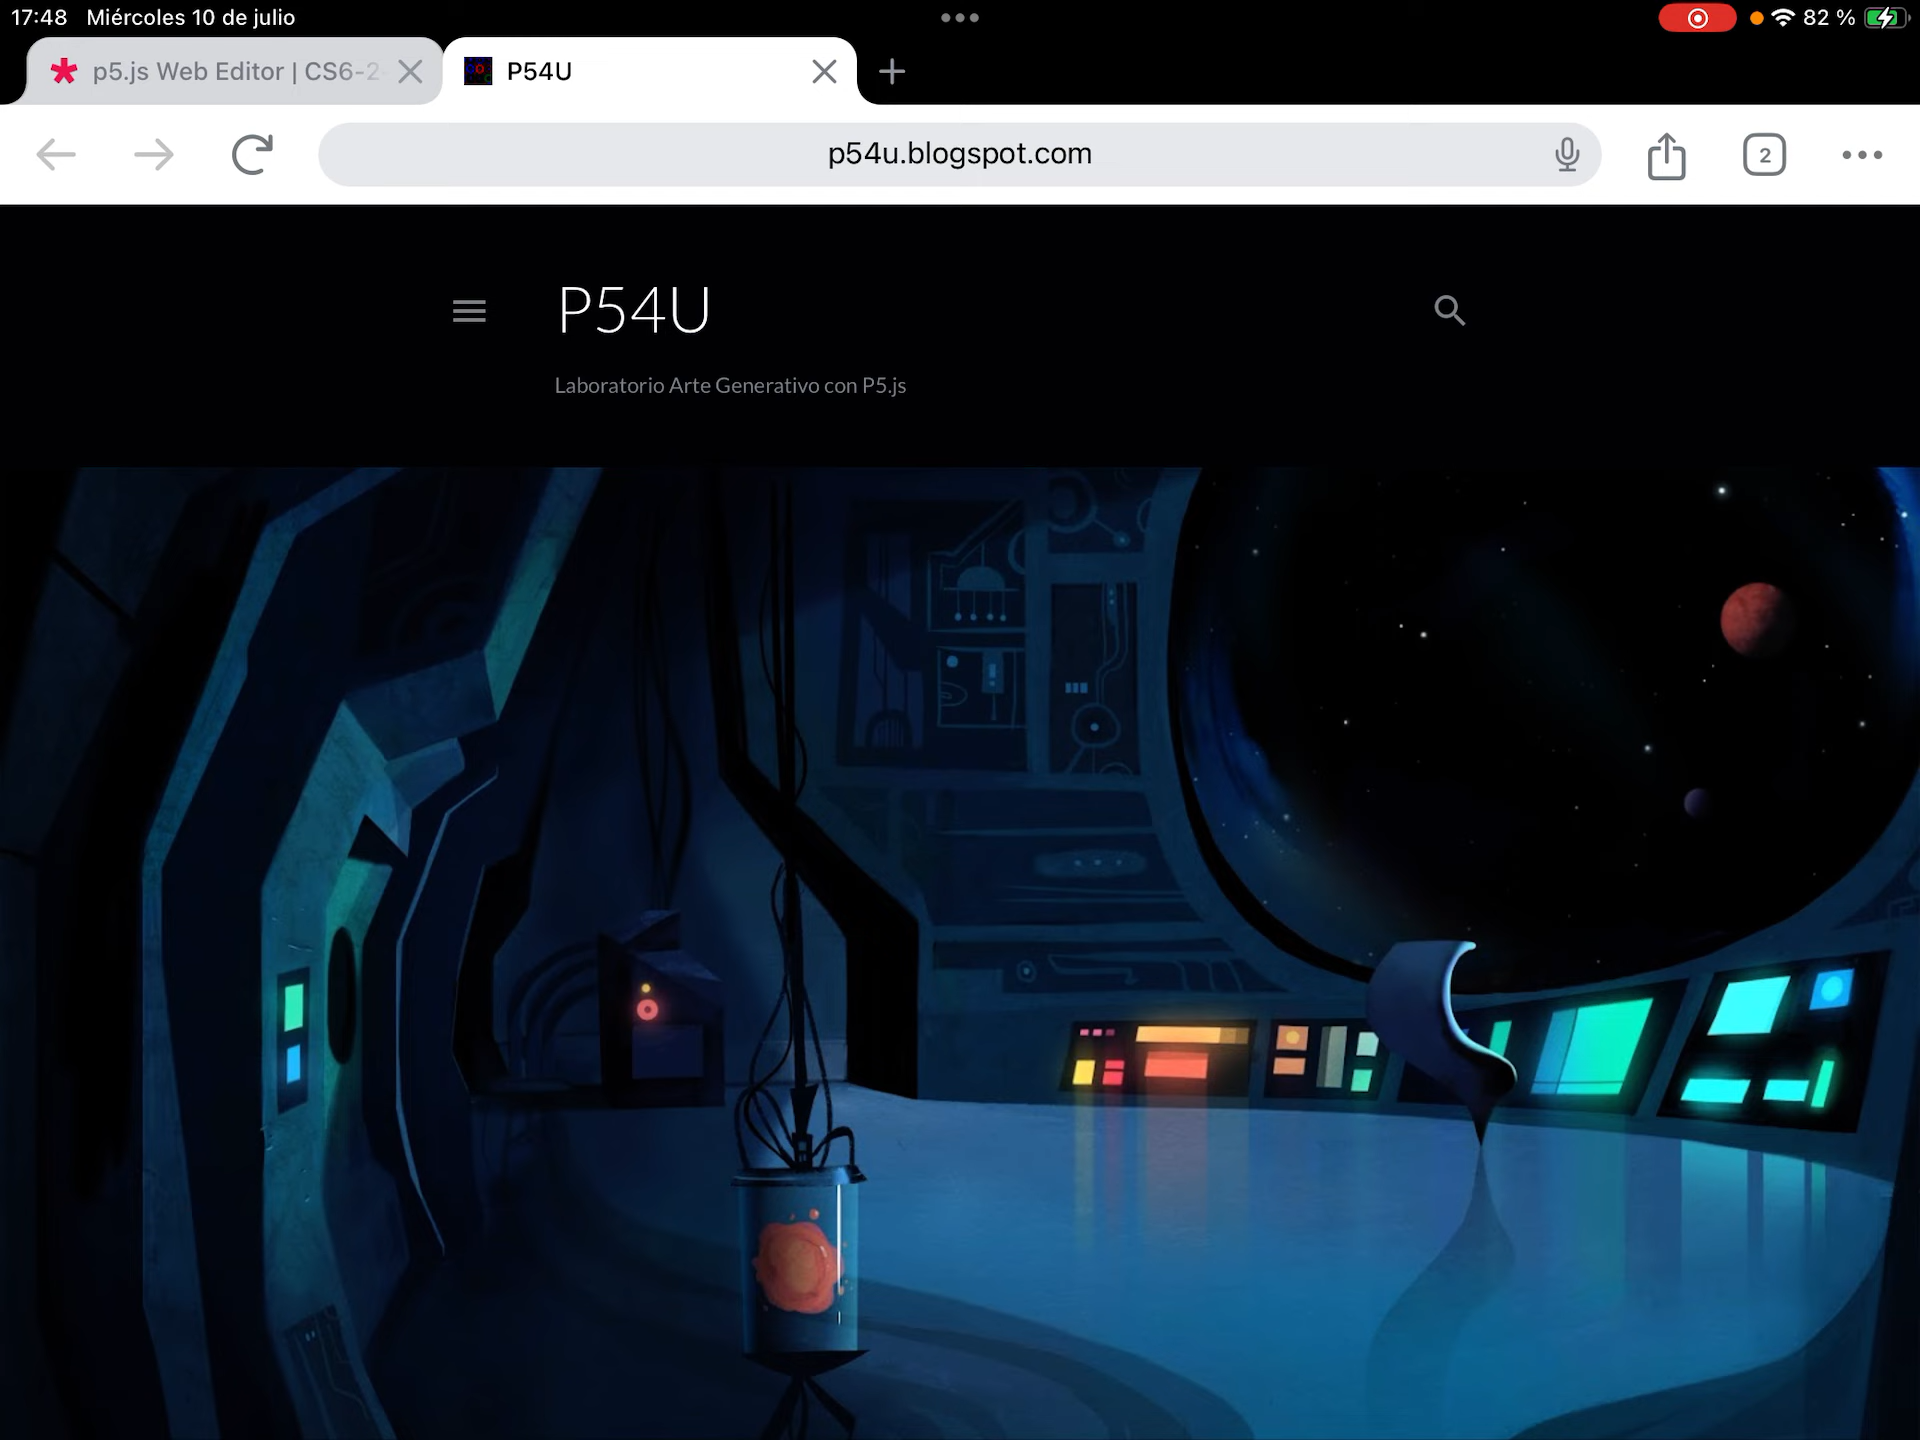 17:48 Miércoles 10 de julio
82 %
p5.js Web Editor | CS6-2
P54U
p54u.blogspot.com
2
P54U
Laboratorio Arte Generativo con P5.js